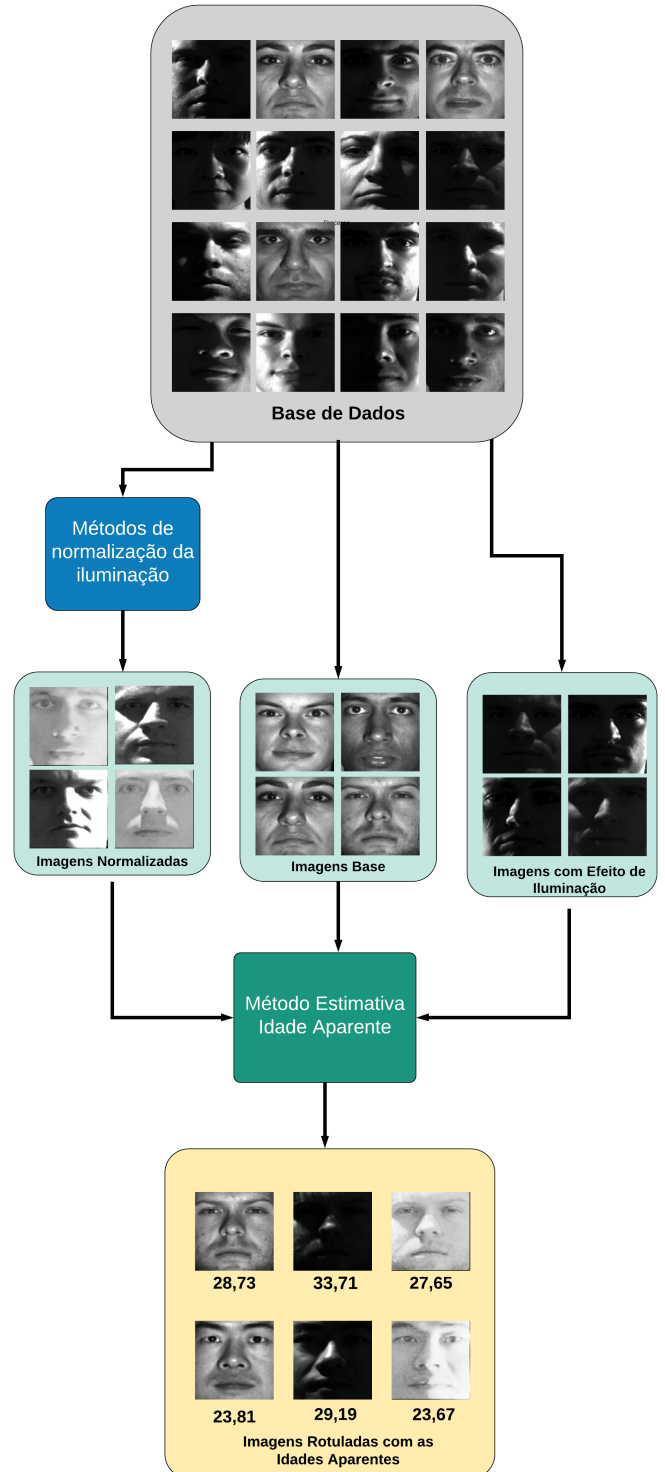 Base de Dados
Métodos de
normalização da
iluminação
Imagens Normalizadas
Imagens Base
Imagens com Efeito de
Iluminação
Método Estimativa
Idade Aparente
28,73
33,71
27,65
23,81
29,19
23,67
Imagens Rotuladas com as
Idades Aparentes